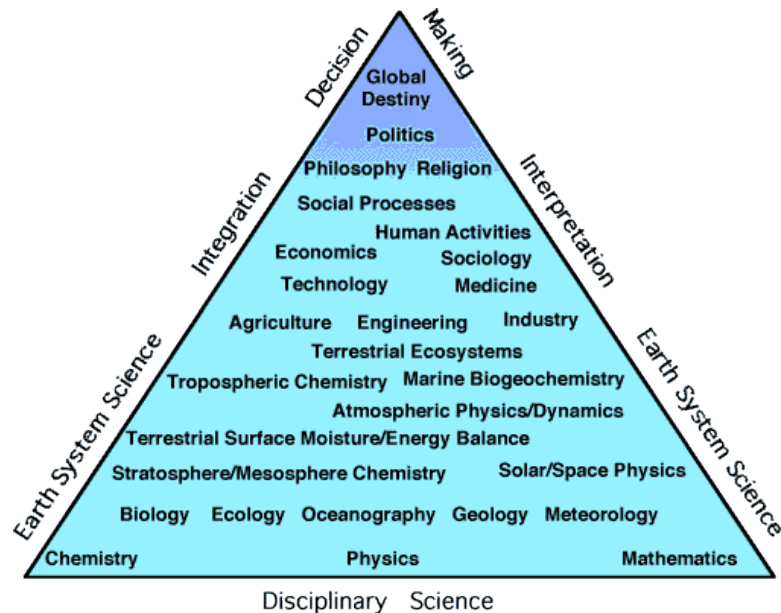 Decision Making
Global
Destiny
Politics
Philosophy Religion
Integration
Interpretation
Social Processes
Human Activities
Economics
Sociology
Technology
Medicine
Agriculture Engineering Industry
Terrestrial Ecosystems
Tropospheric Chemistry Marine Biogeochemistry
Atmospheric Physics/Dynamics
Earth System Science
Earth System Science
Terrestrial Surface Moisture/Energy Balance
Stratosphere/Mesosphere Chemistry Solar/Space Physics
Biology Ecology Oceanography Geology Meteorology
Chemistry Physics Mathematics
Disciplinary Science